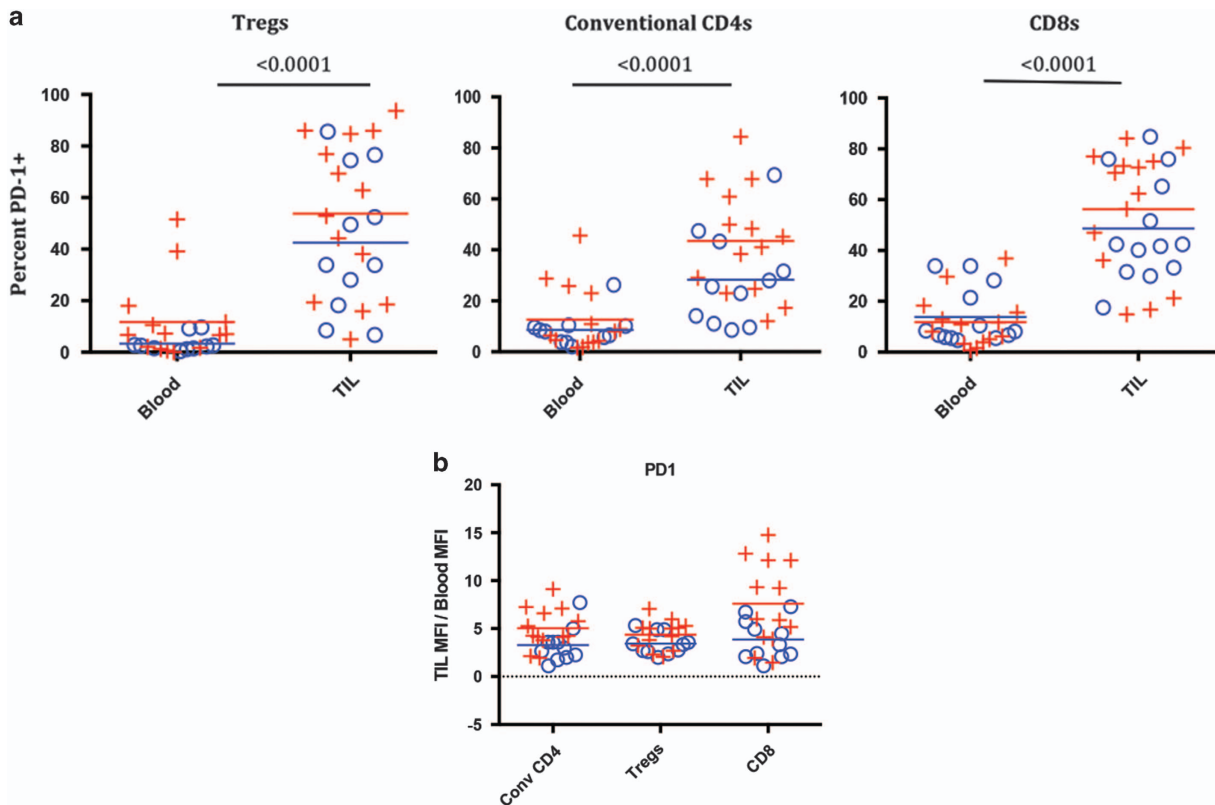 a
Tregs
Conventional CD4s
CD8s
<0.0001
<0.0001
<0.0001
Percent PD-1+
100
80
60
40
20
0
Blood
TIL
100
80
60
40
20
0
Blood
TIL
100
80
60
40
20
0
Blood
TIL
b
PD1
TIL MFI / Blood MFI
20
15
10
5
0
-5
Conv CD4
Tregs
CD8